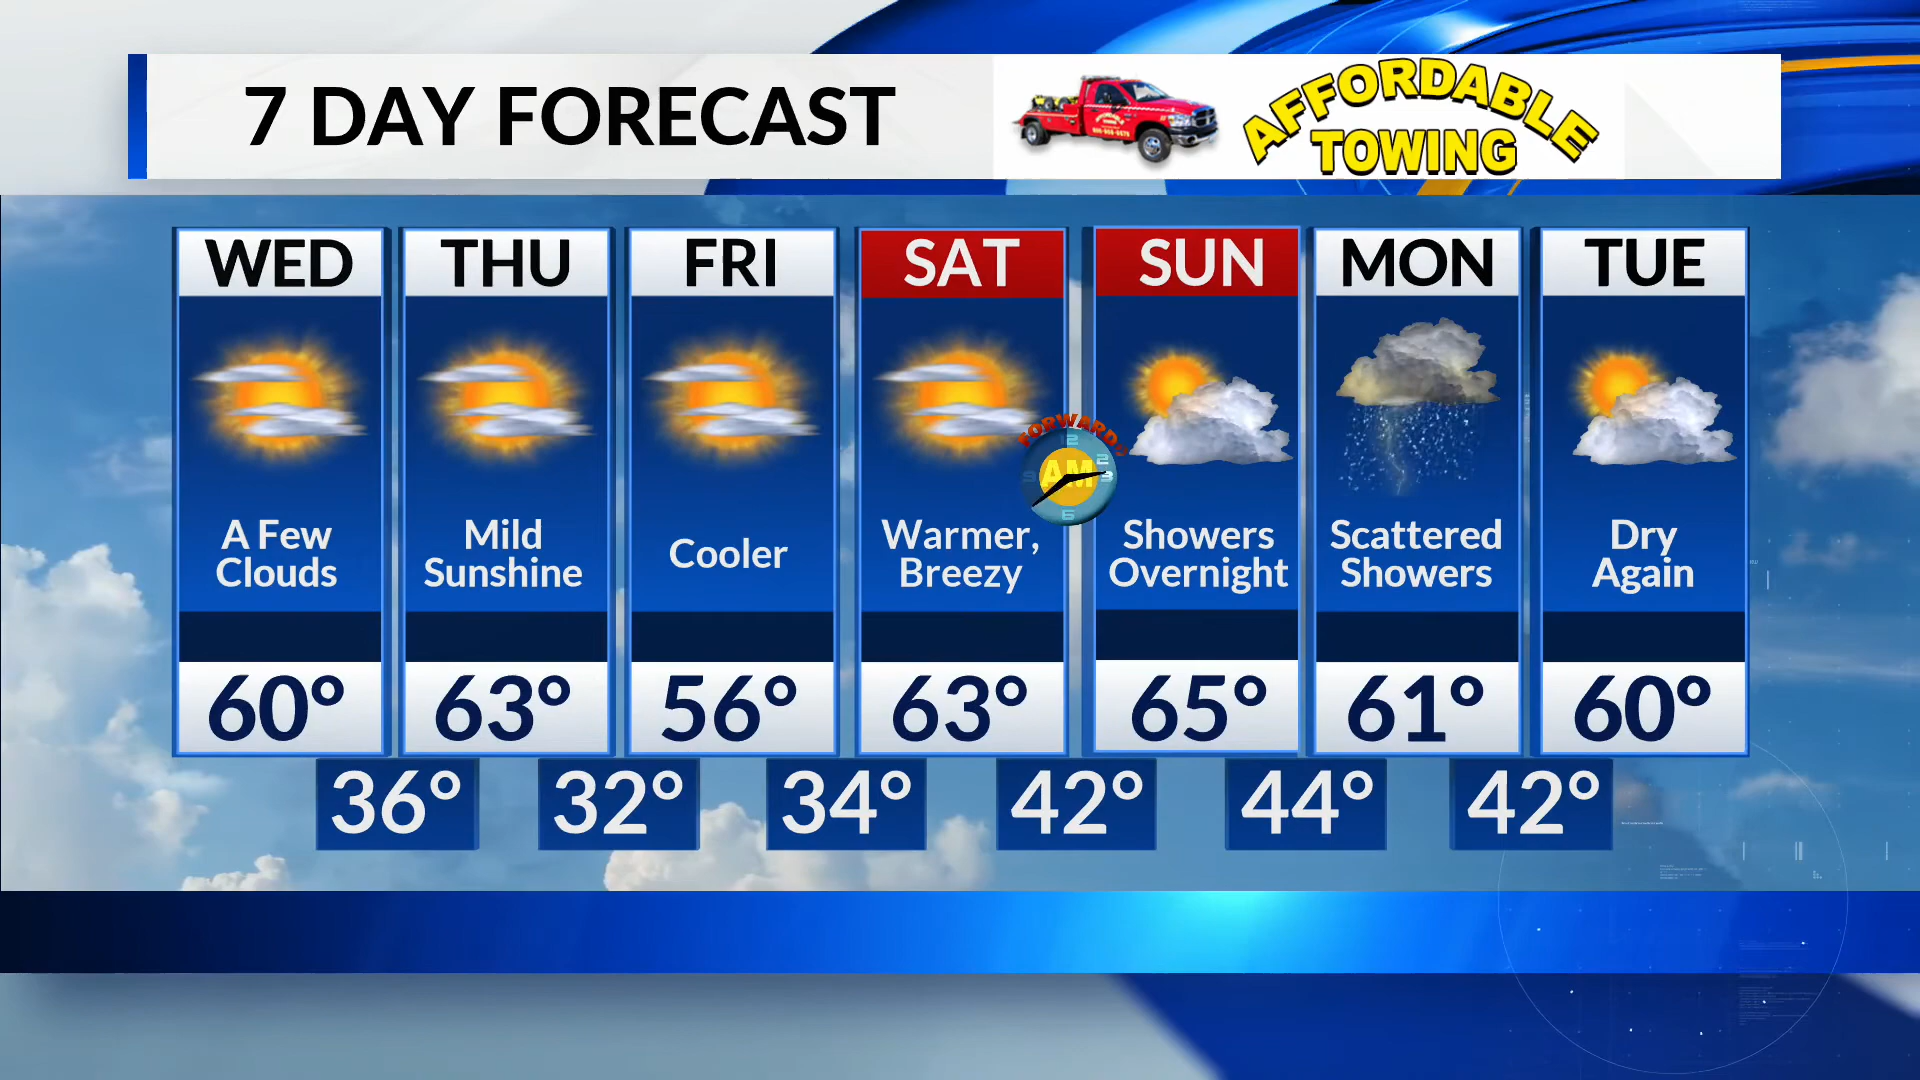 7 DAY FORECAST
AFFORDABLE
TOWING
WED
THU
FRI
SAT
SUN
MON
TUE
FORWARD
AM
A Few
Clouds
Mild
Sunshine
Cooler
Warmer,
Breezy
Showers
Overnight
Scattered
Showers
Dry
Again
60°
63°
56°
63°
65°
61°
60°
36°
32°
34°
42°
44°
42°